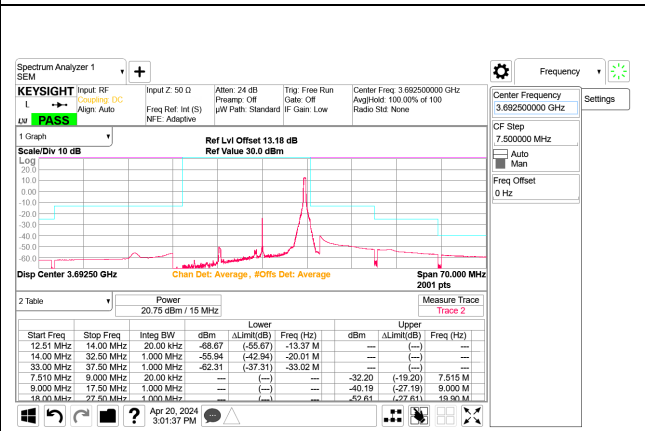 Spectrum Analyzer 1
SEM
Frequency
KEYSIGHT
L
LXI PASS
Input: RF
Coupling: DC
Align: Auto
Input Z: 50 Ω
Freq Ref: Int (S)
NFE: Adaptive
Atten: 24 dB
Preamp: Off
µW Path: Standard
Trig: Free Run
Gate: Off
IF Gain: Low
Center Freq: 3.692500000 GHz
Avg|Hold: 100.00% of 100
Radio Std: None
Center Frequency
3.692500000 GHz
Settings
CF Step
7.500000 MHz
Auto
Man
Freq Offset
0 Hz
1 Graph
Scale/Div 10 dB
Ref Lvl Offset 13.18 dB
Ref Value 30.0 dBm
Log
20.0
10.0
0.00
-10.0
-20.0
-30.0
-40.0
-50.0
-60.0
Disp Center 3.69250 GHz
Chan Det: Average, #Offs Det: Average
Span 70.000 MHz
2001 pts
2 Table
Power
20.75 dBm / 15 MHz
Measure Trace
Trace 2
Lower Upper
Start Freq Stop Freq Integ BW dBm ΔLimit(dB) Freq (Hz) dBm ΔLimit(dB) Freq (Hz)
12.51 MHz 14.00 MHz 20.00 kHz -68.67 (-55.67) -13.37 M --- (---) ---
14.00 MHz 32.50 MHz 1.000 MHz -55.94 (-42.94) -20.01 M --- (---) ---
33.00 MHz 37.50 MHz 1.000 MHz -62.31 (-37.31) -33.02 M --- (---) ---
7.510 MHz 9.000 MHz 20.00 kHz --- (---) --- -32.20 (-19.20) 7.515 M
9.000 MHz 17.50 MHz 1.000 MHz --- (---) --- -40.19 (-27.19) 9.000 M
18.00 MHz 27.50 MHz 1.000 MHz --- (---) --- -52.61 (-27.61) 19.90 M
?
Apr 20, 2024
3:01:37 PM